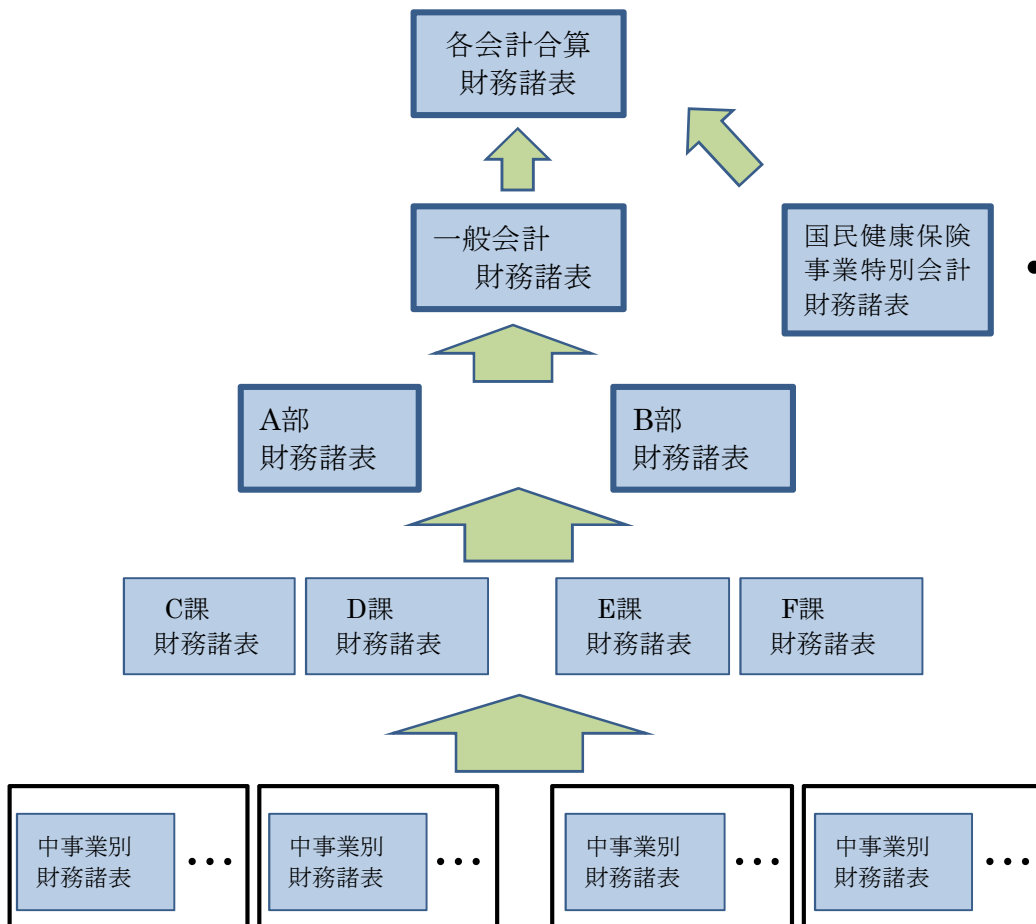 各会計合算
財務諸表
一般会計
財務諸表
国民健康保険
事業特別会計
財務諸表
•
A部
財務諸表
B部
財務諸表
C課
財務諸表
D課
財務諸表
E課
財務諸表
F課
財務諸表
中事業別
財務諸表
•••
中事業別
財務諸表
•••
中事業別
財務諸表
•••
中事業別
財務諸表
•••